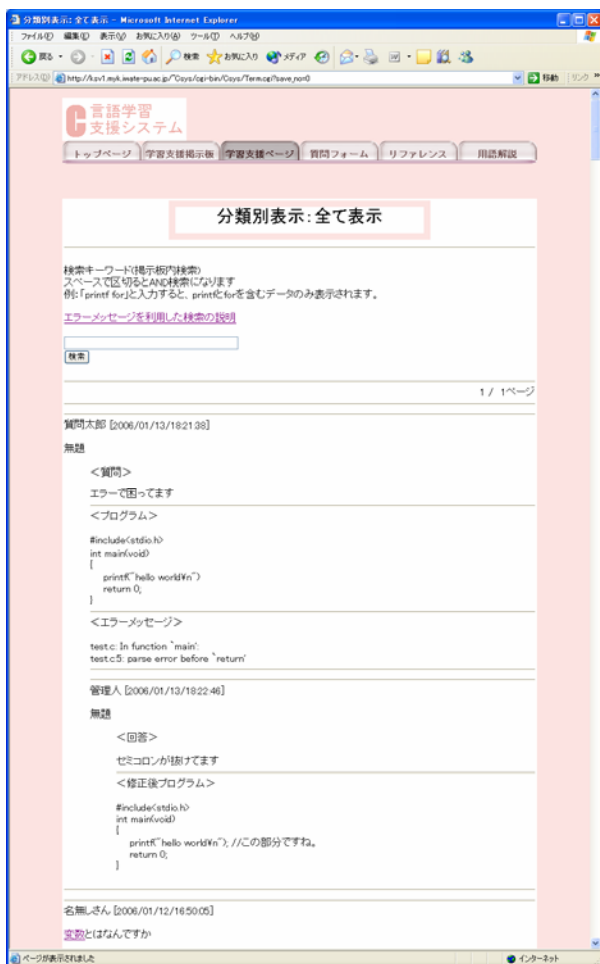 分類別表示:全て表示 - Microsoft Internet Explorer
ファイル(F) 編集(E) 表示(V) お気に入り(A) ツール(T) ヘルプ(H)
戻る 検索 お気に入り メディア
アドレス(D) http://ksv1.myk.iwate-pu.ac.jp/~Csys/cgi-bin/Csys/Term.cgi?save_no=0 移動 リンク »
C言語学習
支援システム
トップページ 学習支援掲示板 学習支援ページ 質問フォーム リファレンス 用語解説
分類別表示:全て表示
検索キーワード(掲示板内検索)
スペースで区切るとAND検索になります
例:「printf for」と入力すると、printfとforを含むデータのみ表示されます。
エラーメッセージを利用した検索の説明
検索
1 / 1ページ
質問太郎 [2006/01/13/18:21:38]
無題
<質問>
エラーで困ってます
<プログラム>
#include<stdio.h>
int main(void)
{
printf("hello world¥n")
return 0;
}
<エラーメッセージ>
test.c: In function `main':
test.c:5: parse error before `return'
管理人 [2006/01/13/18:22:46]
無題
<回答>
セミコロンが抜けてます
<修正後プログラム>
#include<stdio.h>
int main(void)
{
printf("hello world¥n"); //この部分ですね。
return 0;
}
名無しさん [2006/01/12/16:50:05]
変数とはなんですか
ページが表示されました インターネット